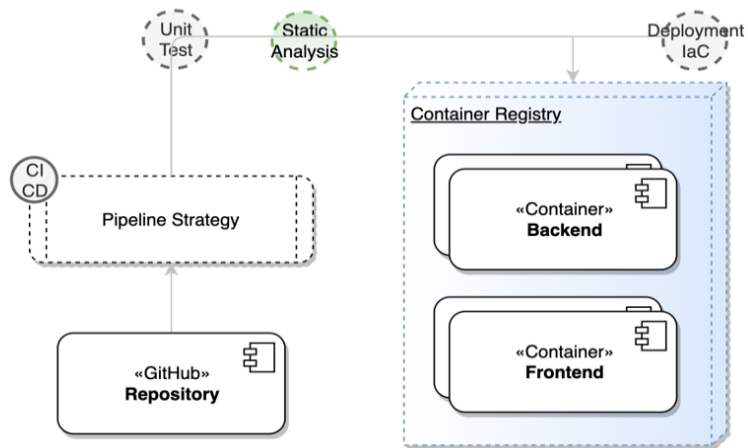 Unit
Test
Static
Analysis
Deployment
IaC
Container Registry
CI
CD
Pipeline Strategy
«Container»
Backend
«GitHub»
Repository
«Container»
Frontend